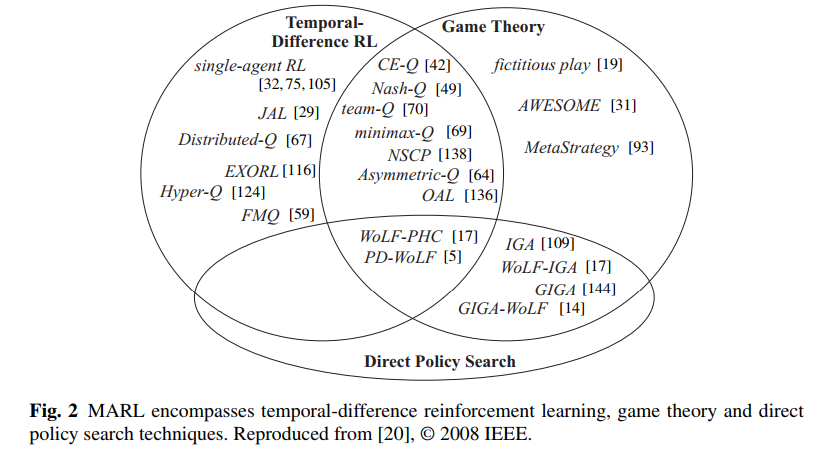 Temporal-
Difference RL
Game Theory
single-agent RL
[32,75,105]
JAL [29]
Distributed-Q [67]
EXORL [116]
Hyper-Q [124]
FMQ [59]
CE-Q [42]
Nash-Q [49]
team-Q [70]
minimax-Q [69]
NSCP [138]
Asymmetric-Q [64]
OAL [136]
fictitious play [19]
AWESOME [31]
MetaStrategy [93]
WoLF-PHC [17]
PD-WoLF [5]
IGA [109]
WoLF-IGA [17]
GIGA [144]
GIGA-WoLF [14]
Direct Policy Search
Fig. 2 MARL encompasses temporal-difference reinforcement learning, game theory and direct
policy search techniques. Reproduced from [20], © 2008 IEEE.